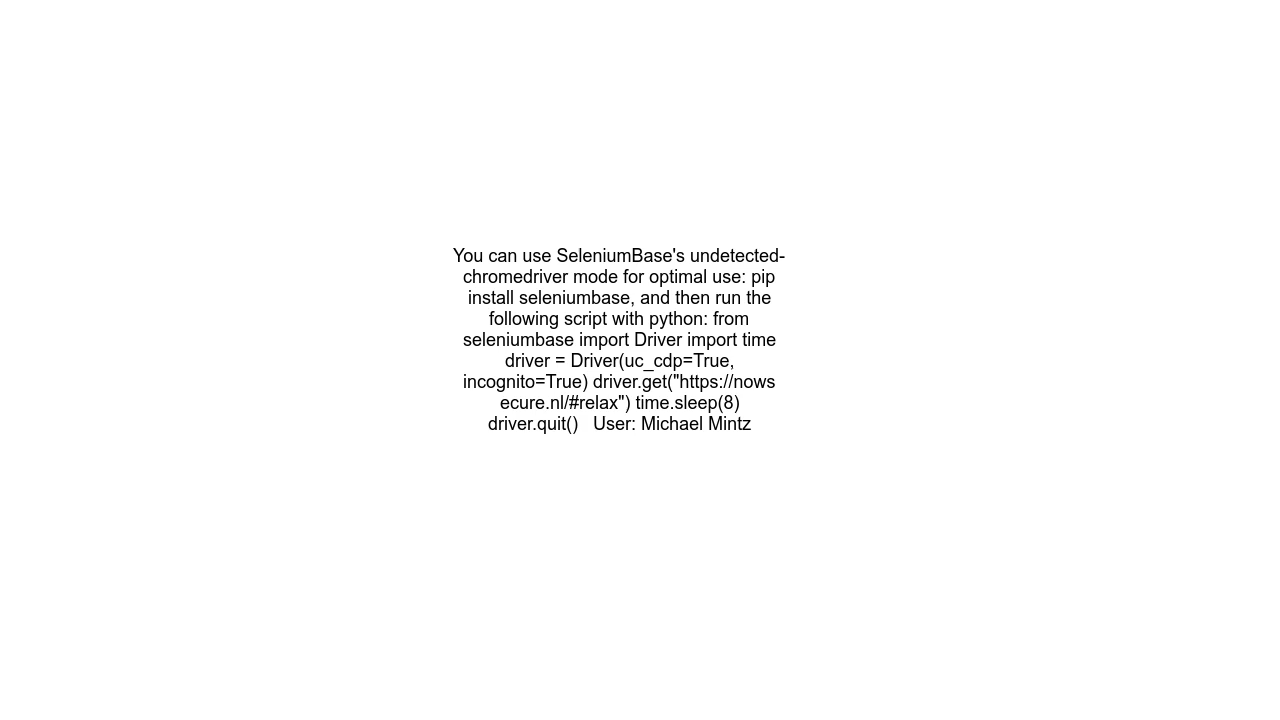 You can use SeleniumBase's undetected-
chromedriver mode for optimal use: pip
install seleniumbase, and then run the
following script with python: from
seleniumbase import Driver import time
driver = Driver(uc_cdp=True,
incognito=True) driver.get("https://nows
ecure.nl/#relax") time.sleep(8)
driver.quit()   User: Michael Mintz